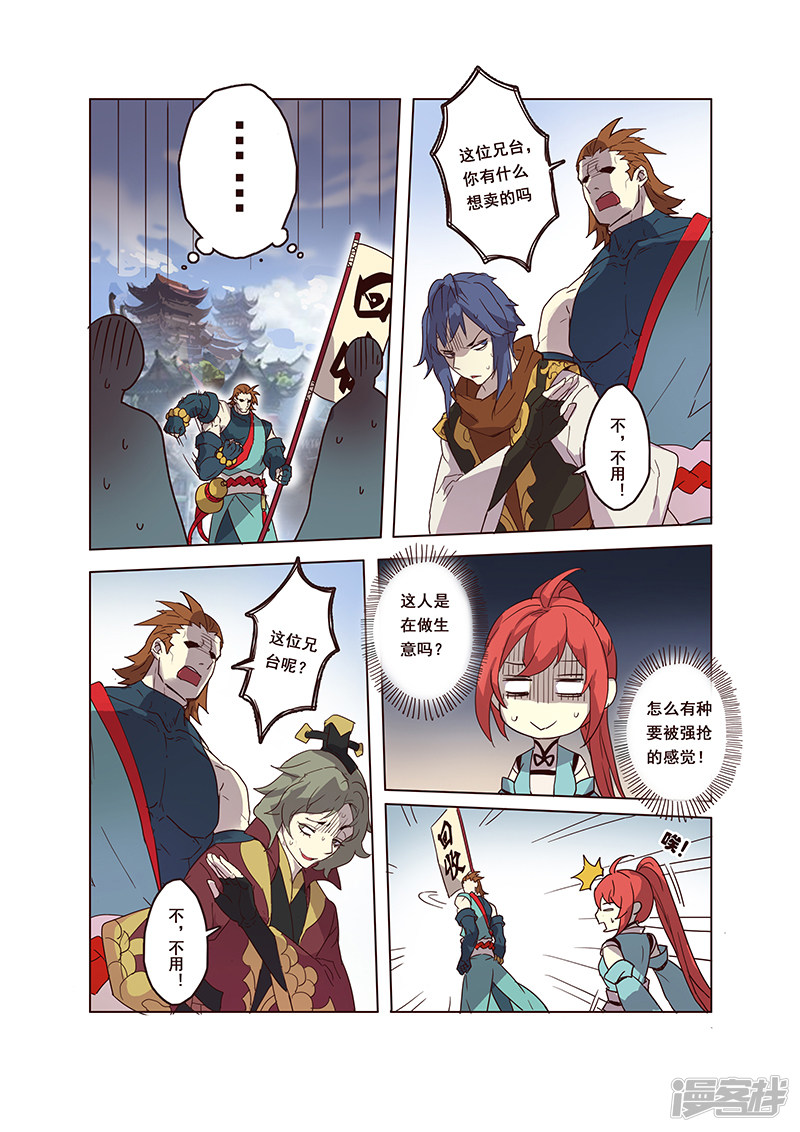 …………
回
这位兄台，
你有什么
想卖的吗
不，不用！
这位兄
台呢？
不，不用！
这人是
在做生
意吗？
怎么有种
要被强抢
的感觉！
回收
唉！
漫客栈